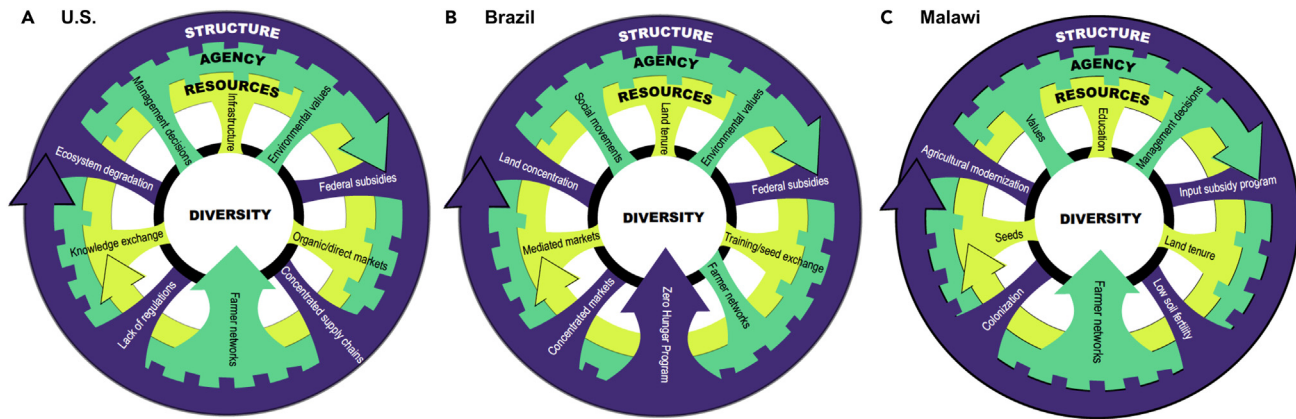 A U.S.
STRUCTURE
AGENCY
RESOURCES
Management decisions
Infrastructure
Environmental values
Ecosystem degradation
Federal subsidies
DIVERSITY
Knowledge exchange
Organic/direct markets
Lack of regulations
Farmer networks
Concentrated supply chains
B Brazil
STRUCTURE
AGENCY
RESOURCES
Social movements
Land tenure
Environmental values
Land concentration
Federal subsidies
DIVERSITY
Mediated markets
Training/seed exchange
Concentrated markets
Zero Hunger Program
Farmer networks
C Malawi
STRUCTURE
AGENCY
RESOURCES
Values
Education
Management decisions
Agricultural modernization
Input subsidy program
DIVERSITY
Seeds
Land tenure
Colonization
Farmer networks
Low soil fertility